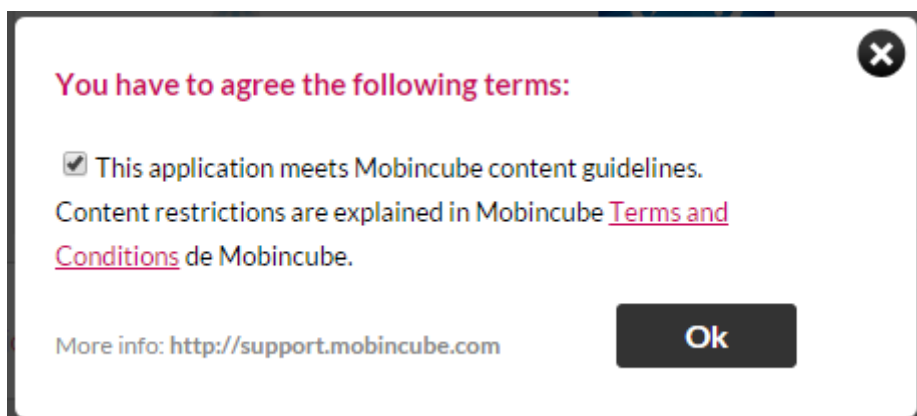 You have to agree the following terms:
This application meets Mobincube content guidelines.
Content restrictions are explained in Mobincube Terms and
Conditions de Mobincube.
More info: http://support.mobincube.com
Ok